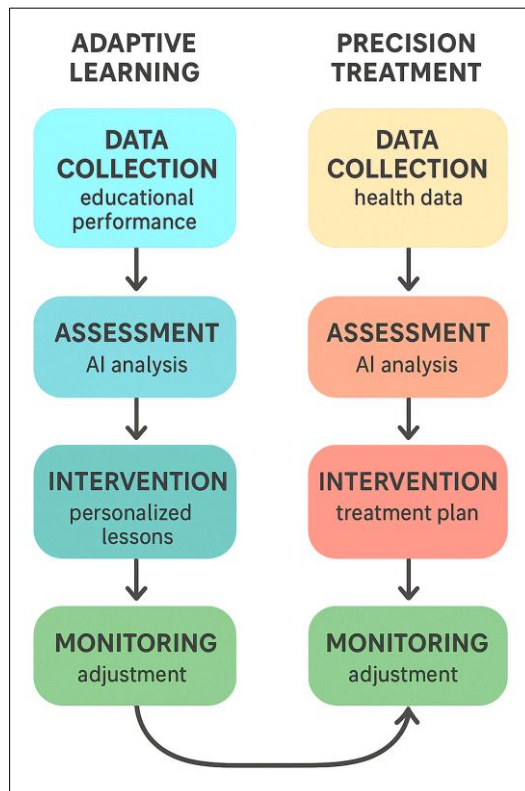 ADAPTIVE
LEARNING
DATA
COLLECTION
educational
performance
ASSESSMENT
AI analysis
INTERVENTION
personalized
lessons
MONITORING
adjustment
PRECISION
TREATMENT
DATA
COLLECTION
health data
ASSESSMENT
AI analysis
INTERVENTION
treatment plan
MONITORING
adjustment